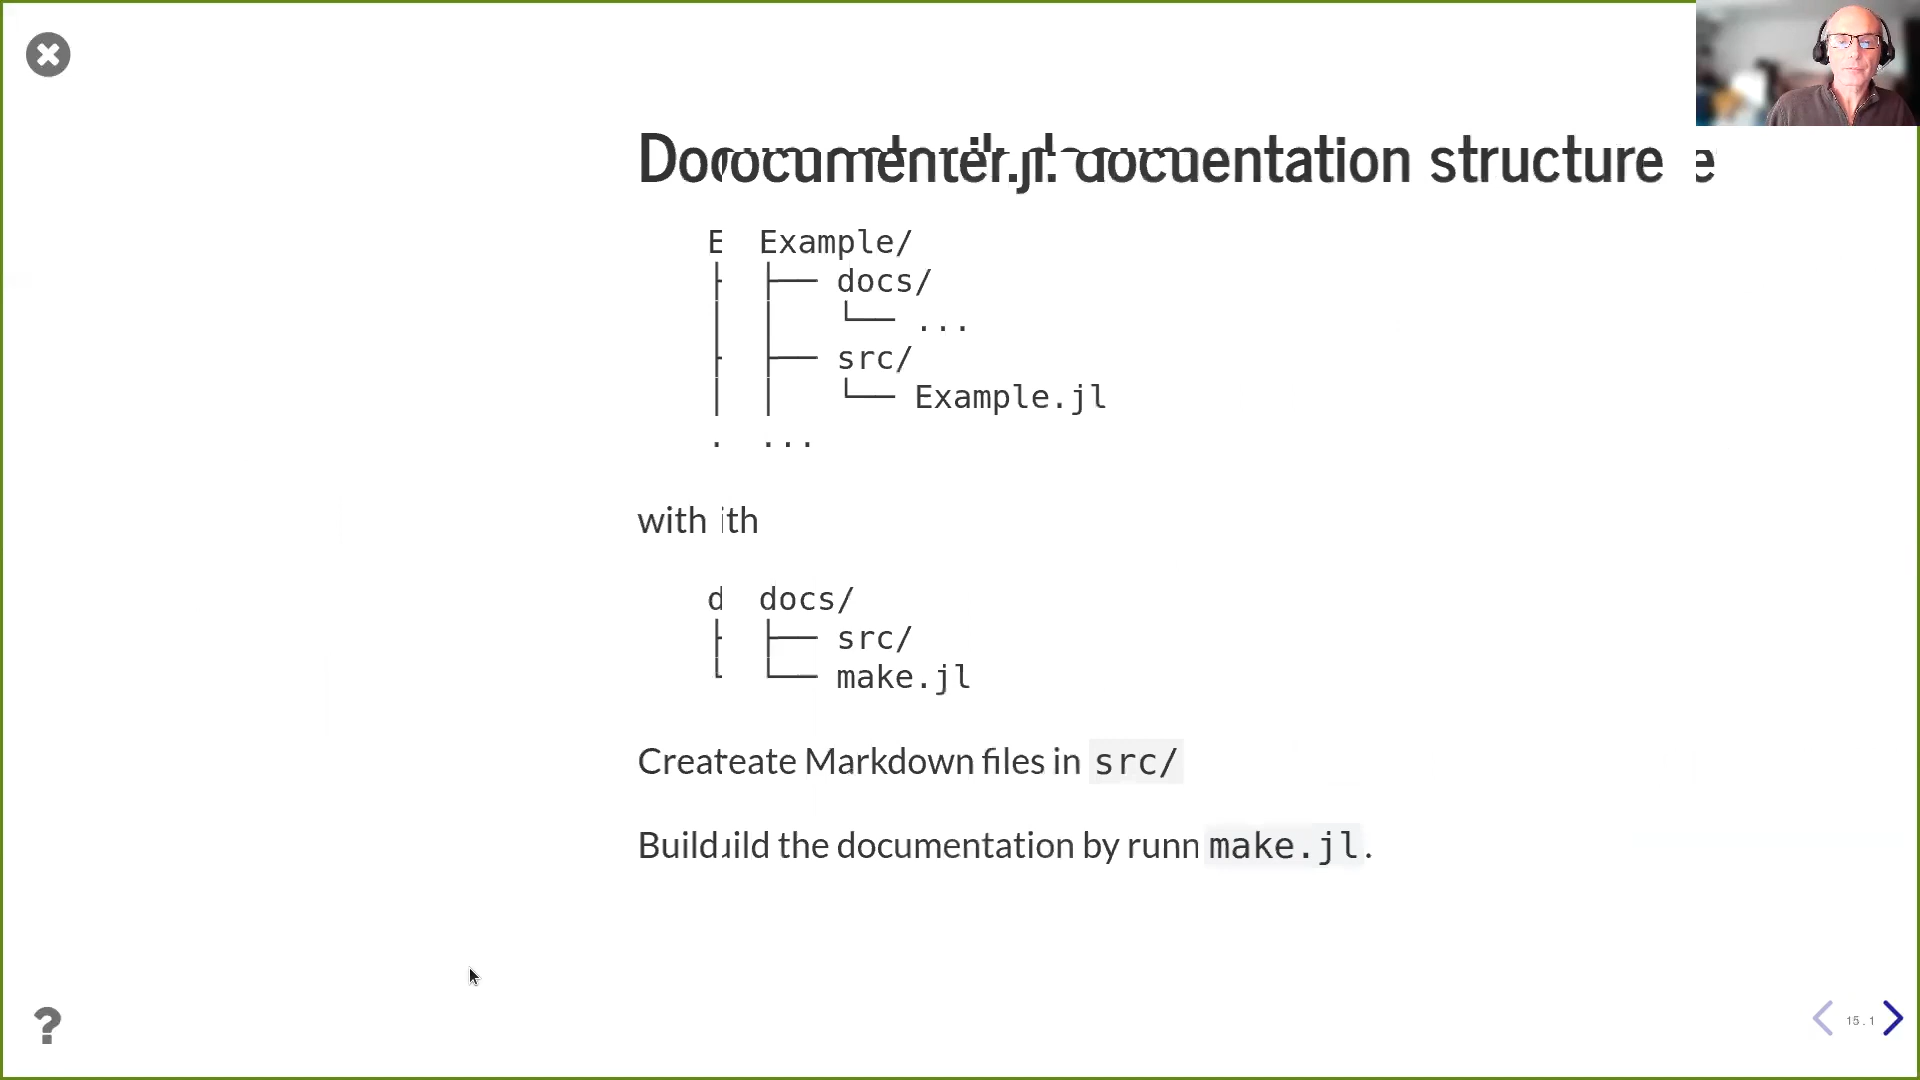 Documenter.jl: documentation structure
Example/
├── docs/
│   └── ...
├── src/
│   └── Example.jl
...
with
docs/
├── src/
└── make.jl
Create Markdown files in src/
Build the documentation by runn make.jl.
?
15.1